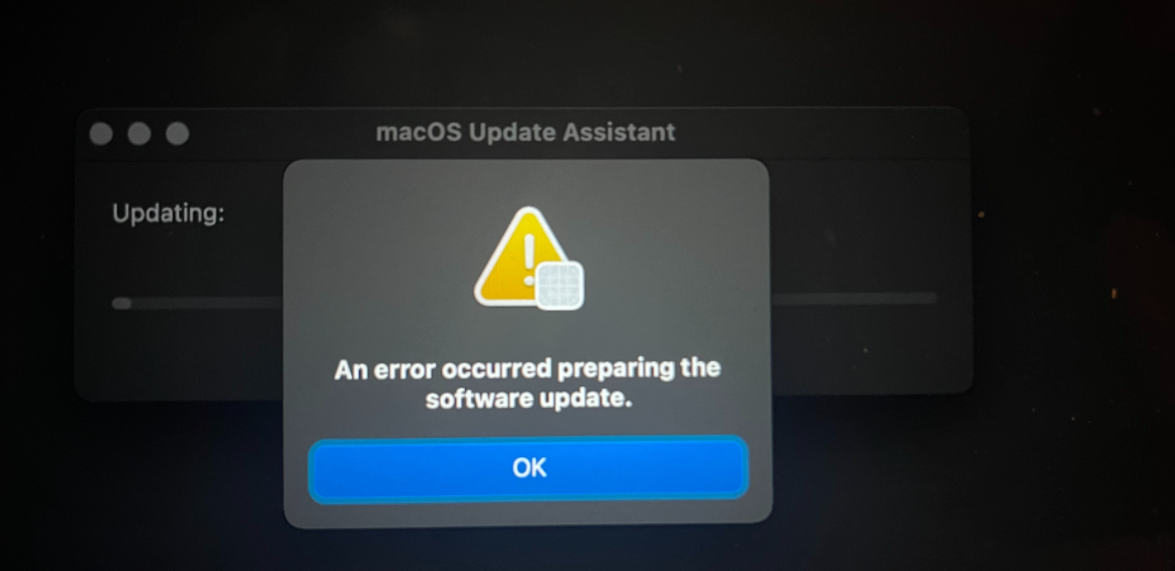 macOS Update Assistant
Updating:
An error occurred preparing the
software update.
OK